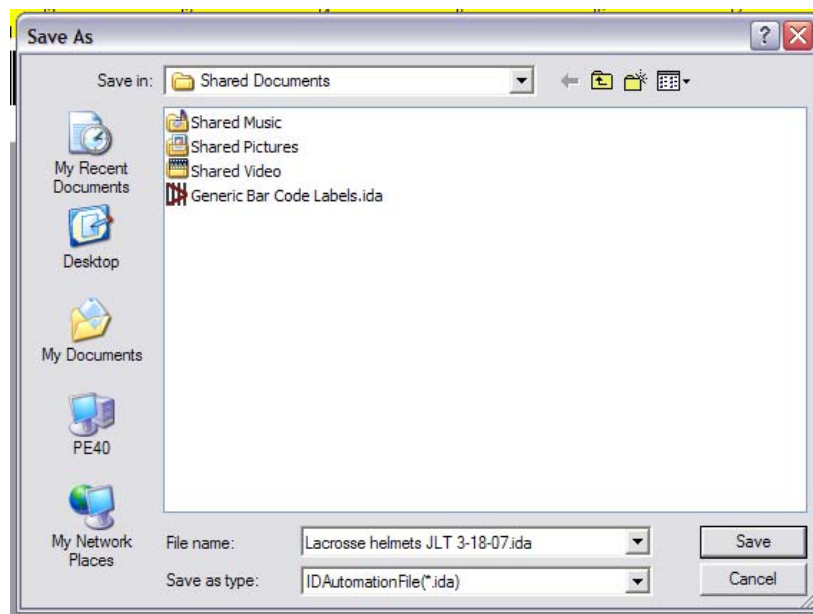 Save As
Save in:
Shared Documents
My Recent
Documents
Desktop
My Documents
PE40
My Network
Places
Shared Music
Shared Pictures
Shared Video
Generic Bar Code Labels.ida
File name:
Lacrosse helmets JLT 3-18-07.ida
Save
Save as type:
IDAutomationFile(*.ida)
Cancel